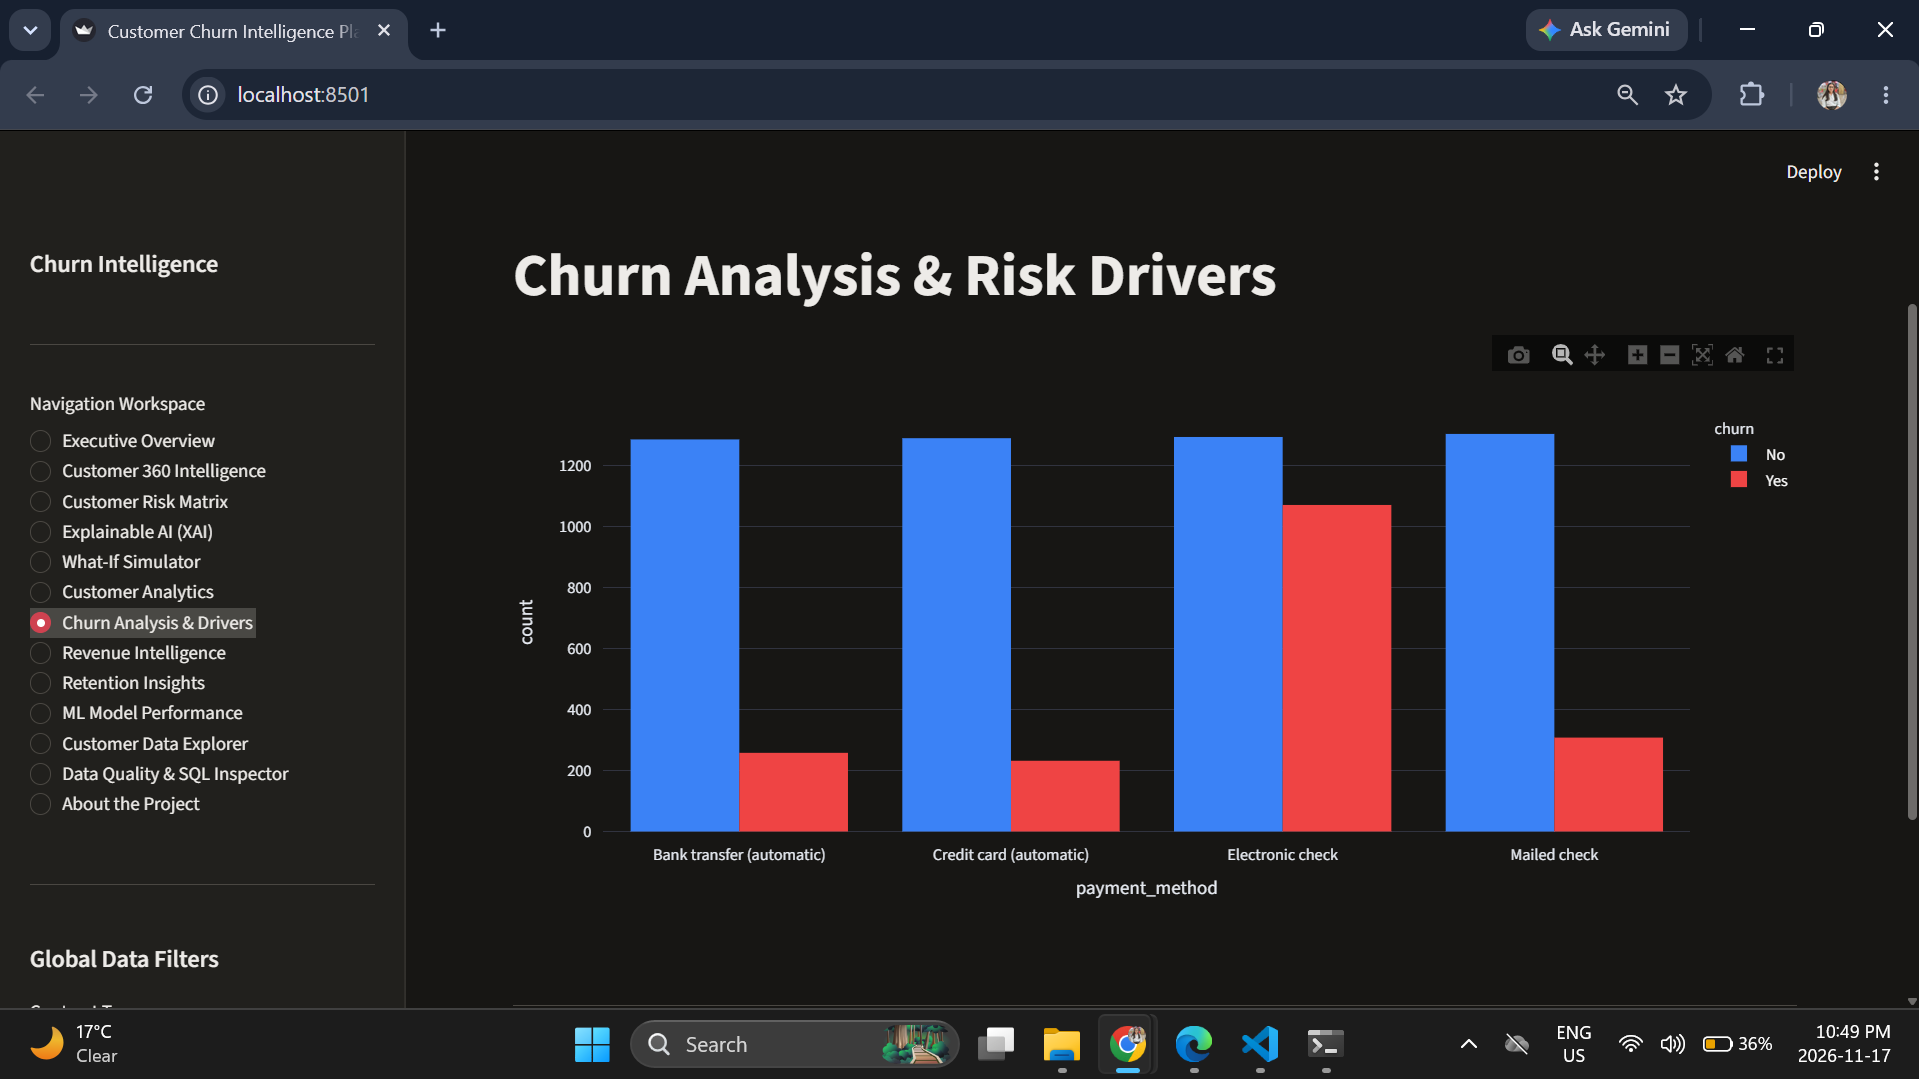 Customer Churn Intelligence Pl
Ask Gemini
localhost:8501
Deploy
Churn Intelligence
Navigation Workspace
Executive Overview
Customer 360 Intelligence
Customer Risk Matrix
Explainable AI (XAI)
What-If Simulator
Customer Analytics
Churn Analysis & Drivers
Revenue Intelligence
Retention Insights
ML Model Performance
Customer Data Explorer
Data Quality & SQL Inspector
About the Project
Global Data Filters
Churn Analysis & Risk Drivers
churn
No
Yes
count
1200
1000
800
600
400
200
0
Bank transfer (automatic)
Credit card (automatic)
Electronic check
Mailed check
payment_method
17°C
Clear
Search
ENG
US
36%
10:49 PM
2026-11-17